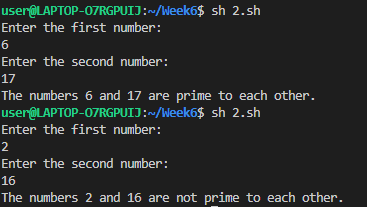 user@LAPTOP-O7RGPUIJ:~/Week6$ sh 2.sh
Enter the first number:
6
Enter the second number:
17
The numbers 6 and 17 are prime to each other.
user@LAPTOP-O7RGPUIJ:~/Week6$ sh 2.sh
Enter the first number:
2
Enter the second number:
16
The numbers 2 and 16 are not prime to each other.